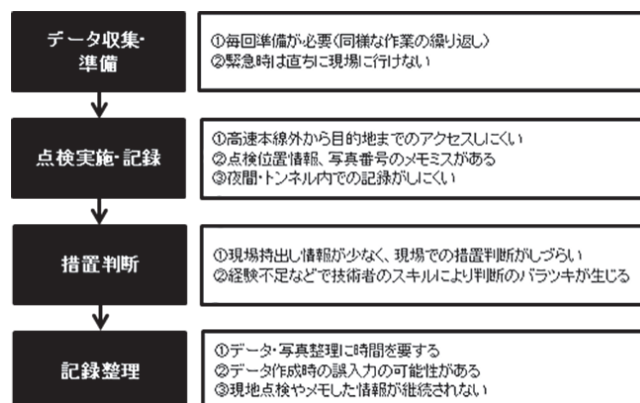 データ収集・
準備
①毎回準備が必要（同様な作業の繰り返し）
②緊急時は直ちに現場に行けない
点検実施・記録
①高速本線外から目的地までのアクセスしにくい
②点検位置情報、写真番号のメモミスがある
③夜間・トンネル内での記録がしにくい
措置判断
①現場持出し情報が少なく、現場での措置判断がしづらい
②経験不足などで技術者のスキルにより判断のバラツキが生じる
記録整理
①データ・写真整理に時間を要する
②データ作成時の誤入力の可能性がある
③現地点検やメモした情報が継続されない